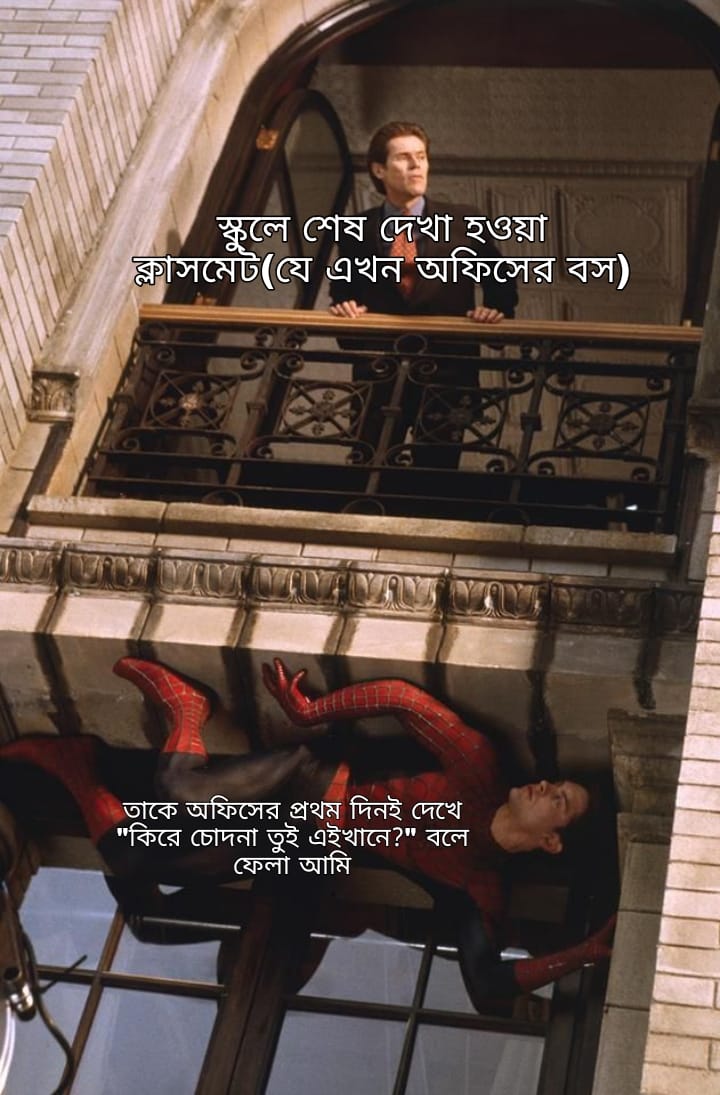 স্কুলে শেষ দেখা হওয়া
ক্লাসমেট(যে এখন অফিসের বস)
তাকে অফিসের প্রথম দিনই দেখে
"কিরে চোদনা তুই এইখানে?" বলে
ফেলা আমি